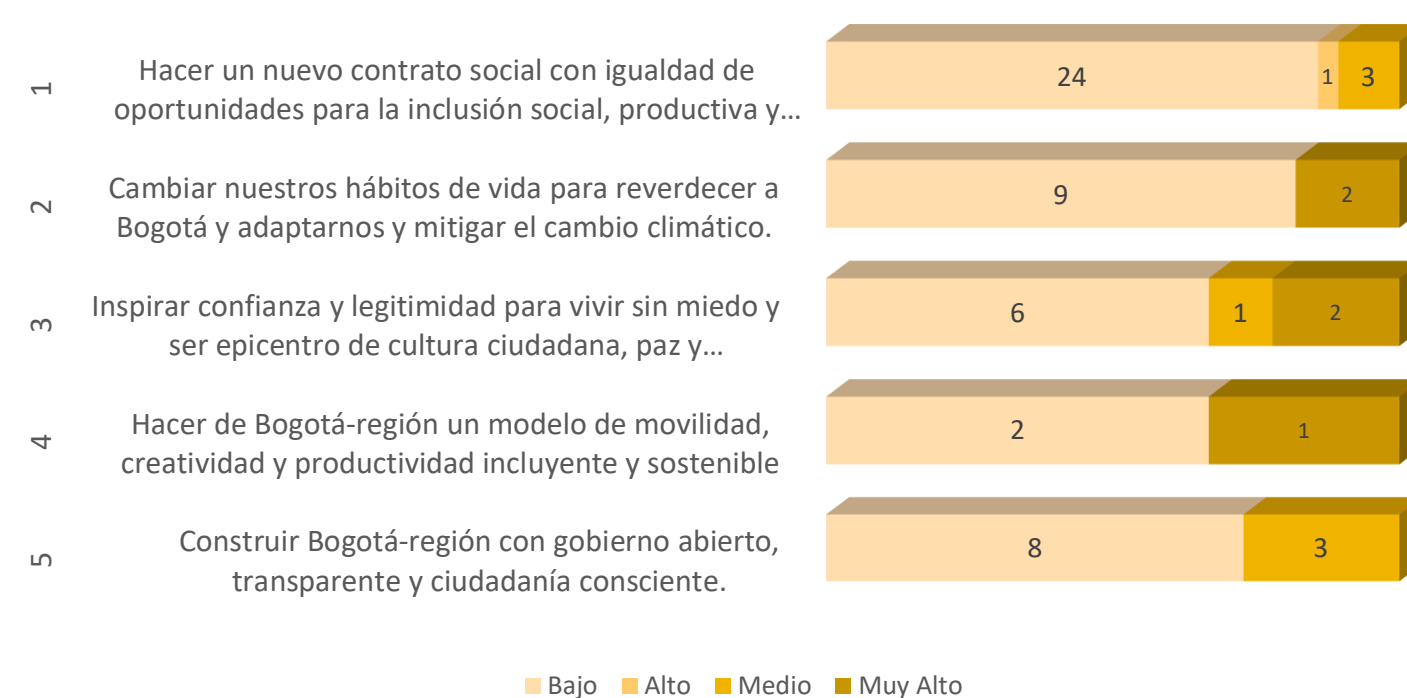 1
Hacer un nuevo contrato social con igualdad de
oportunidades para la inclusión social, productiva y…
24 1 3
2
Cambiar nuestros hábitos de vida para reverdecer a
Bogotá y adaptarnos y mitigar el cambio climático.
9 2
3
Inspirar confianza y legitimidad para vivir sin miedo y
ser epicentro de cultura ciudadana, paz y…
6 1 2
4
Hacer de Bogotá-región un modelo de movilidad,
creatividad y productividad incluyente y sostenible
2 1
5
Construir Bogotá-región con gobierno abierto,
transparente y ciudadanía consciente.
8 3
Bajo Alto Medio Muy Alto